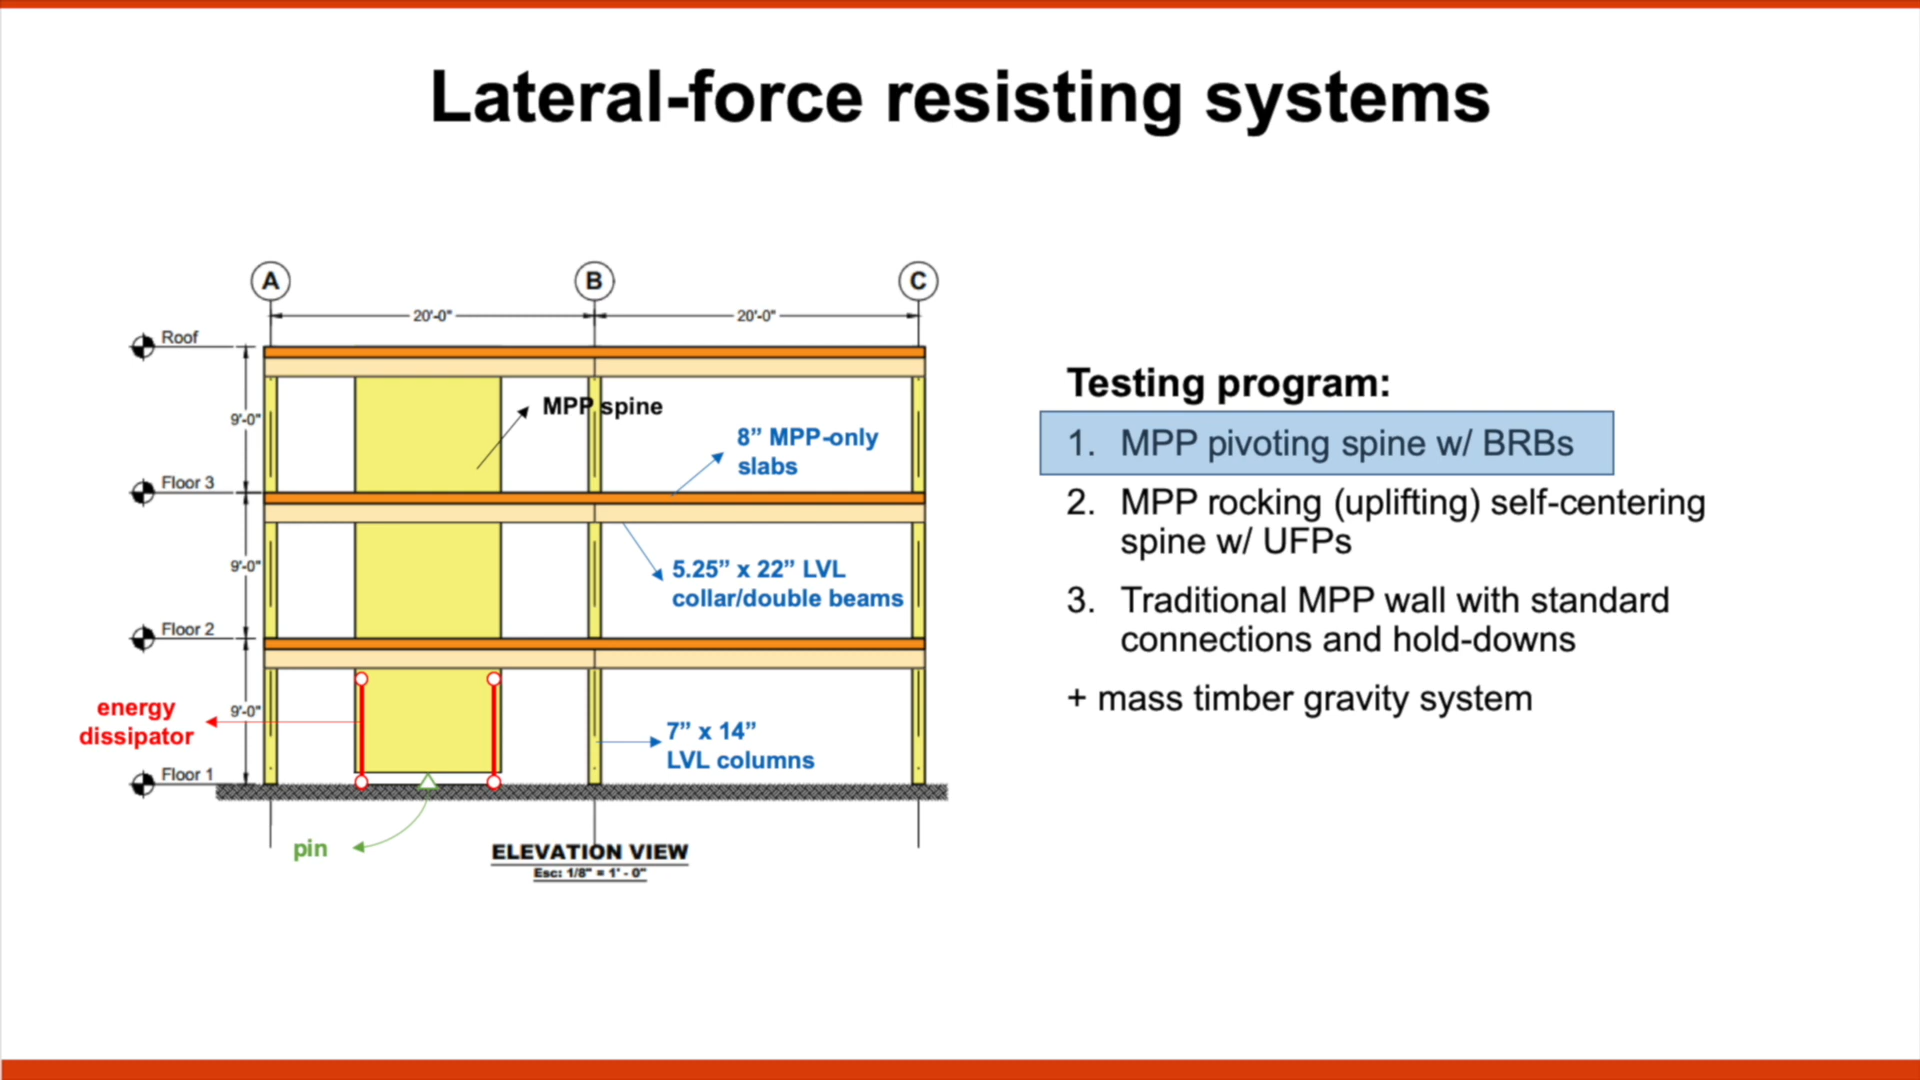 Lateral-force resisting systems
A
B
C
20'-0"
20'-0"
Roof
9'-0"
MPP spine
8” MPP-only
slabs
Floor 3
9'-0"
5.25” x 22” LVL
collar/double beams
Floor 2
9'-0"
energy
dissipator
7” x 14”
LVL columns
Floor 1
pin
ELEVATION VIEW
Esc: 1/8" = 1' - 0"
Testing program:
1. MPP pivoting spine w/ BRBs
2. MPP rocking (uplifting) self-centering
spine w/ UFPs
3. Traditional MPP wall with standard
connections and hold-downs
+ mass timber gravity system